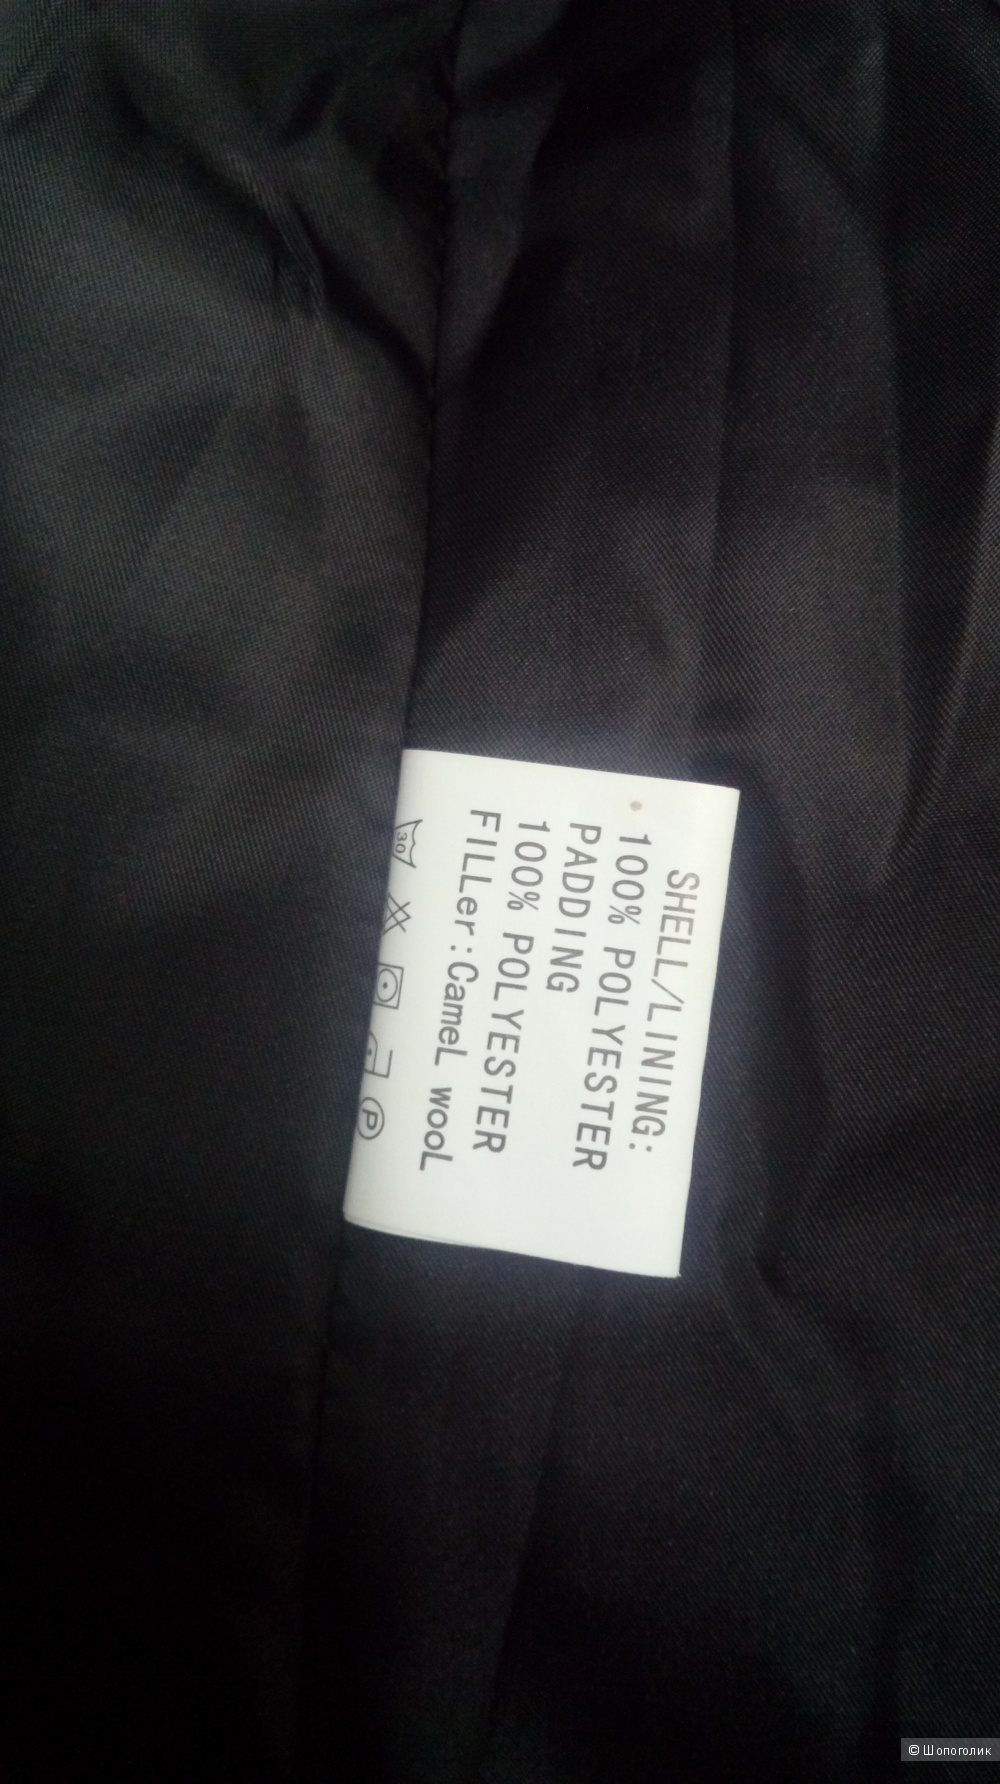 SHELL/LINING:
100% POLYESTER
PADDING
100% POLYESTER
FILLer:CameL wooL
30 P
© Шопоголик